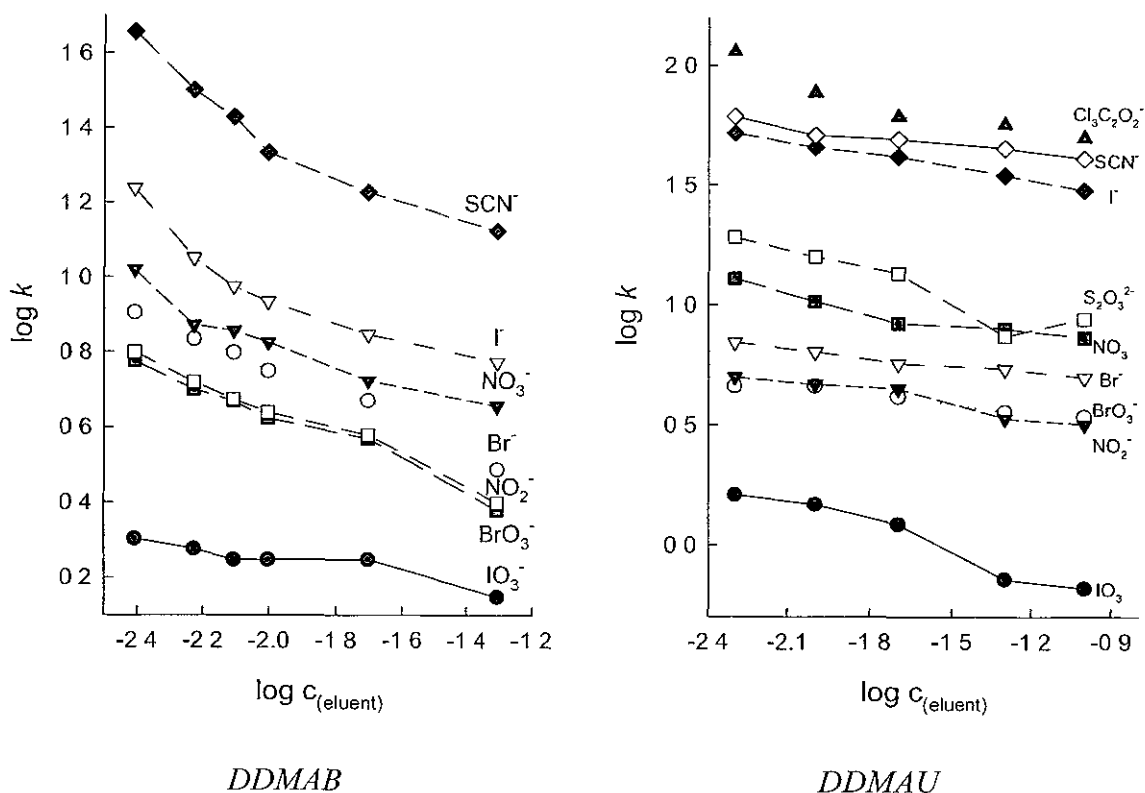 1 6
1 4
1.2
1 0
0 8
0 6
0 4
0 2
log k
SCN⁻
I⁻
NO₃⁻
Br⁻
NO₂⁻
BrO₃⁻
IO₃⁻
-2 4 -2 2 -2.0 -1 8 -1 6 -1 4 -1 2
log c(eluent)
DDMAB
2 0
1 5
1 0
0 5
0 0
log k
Cl₃C₂O₂⁻
SCN⁻
I⁻
S₂O₃²⁻
NO₃
Br⁻
BrO₃⁻
NO₂⁻
IO₃
-2 4 -2.1 -1 8 -1 5 -1 2 -0 9
log c(eluent)
DDMAU